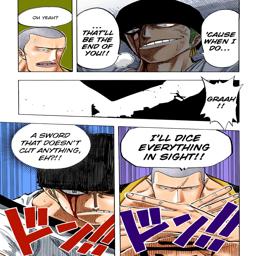 OH YEAH?
THAT'LL
BE THE
END OF
YOU!!
'CAUSE
WHEN I
DO...
GRAAH
!!
A SWORD
THAT DOESN'T
CUT ANYTHING,
EH?!!
I'LL DICE
EVERYTHING
IN SIGHT!!
ドン!!
ドン!!